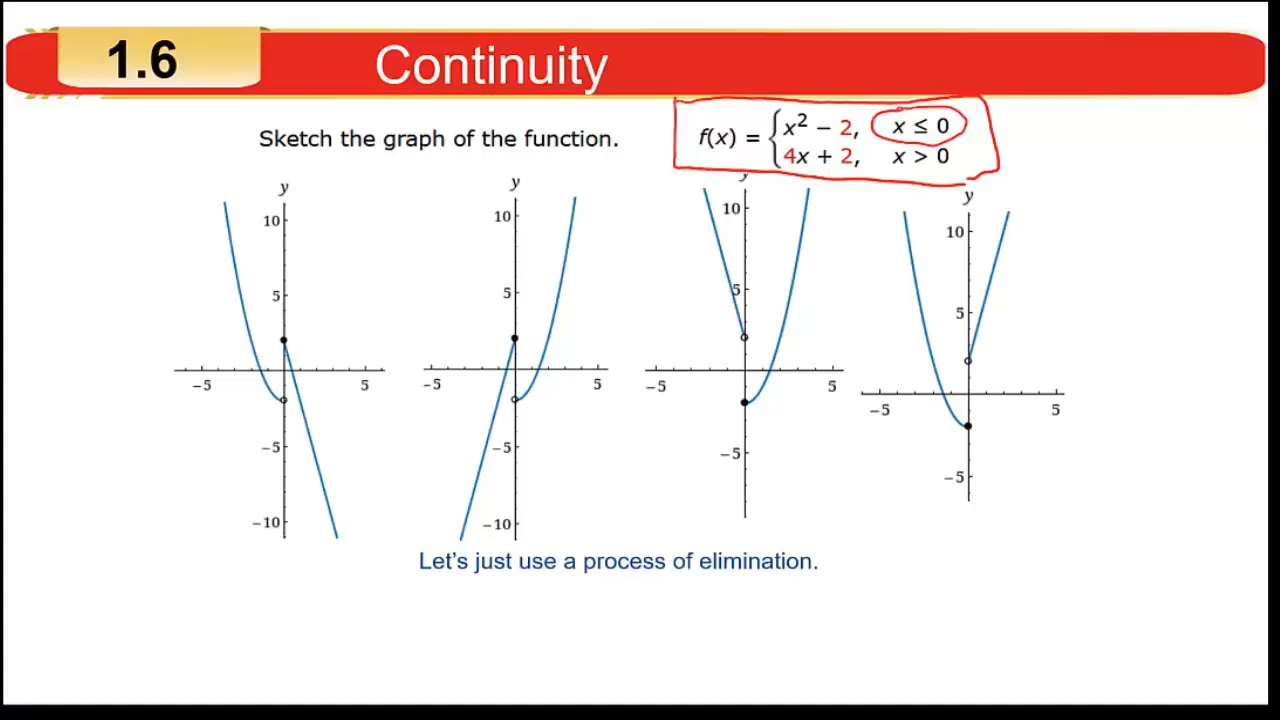 1.6
Continuity
Sketch the graph of the function.
f(x) = { x² − 2, x ≤ 0
4x + 2, x > 0
y
10
5
−5
5
−5
−10
y
10
5
−5
5
−5
−10
y
10
5
−5
5
−5
y
10
5
−5
5
−5
Let's just use a process of elimination.